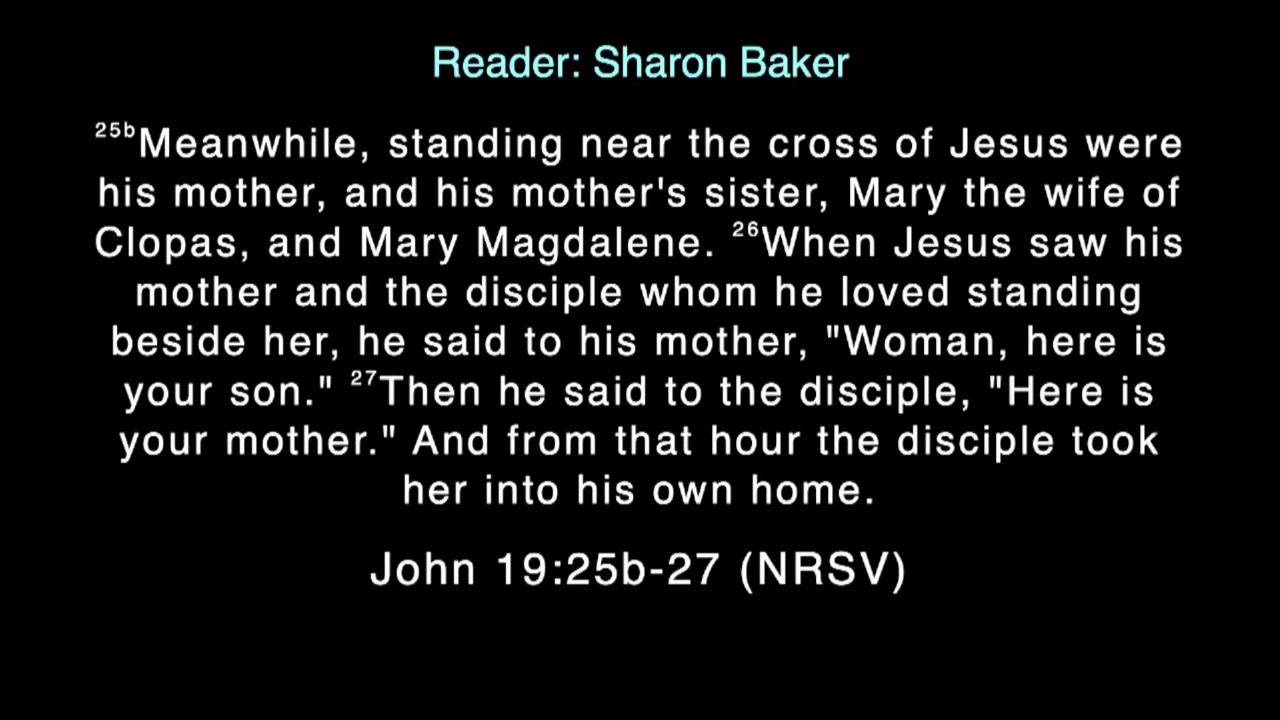 Reader: Sharon Baker
25bMeanwhile, standing near the cross of Jesus were
his mother, and his mother's sister, Mary the wife of
Clopas, and Mary Magdalene. 26When Jesus saw his
mother and the disciple whom he loved standing
beside her, he said to his mother, "Woman, here is
your son." 27Then he said to the disciple, "Here is
your mother." And from that hour the disciple took
her into his own home.
John 19:25b-27 (NRSV)